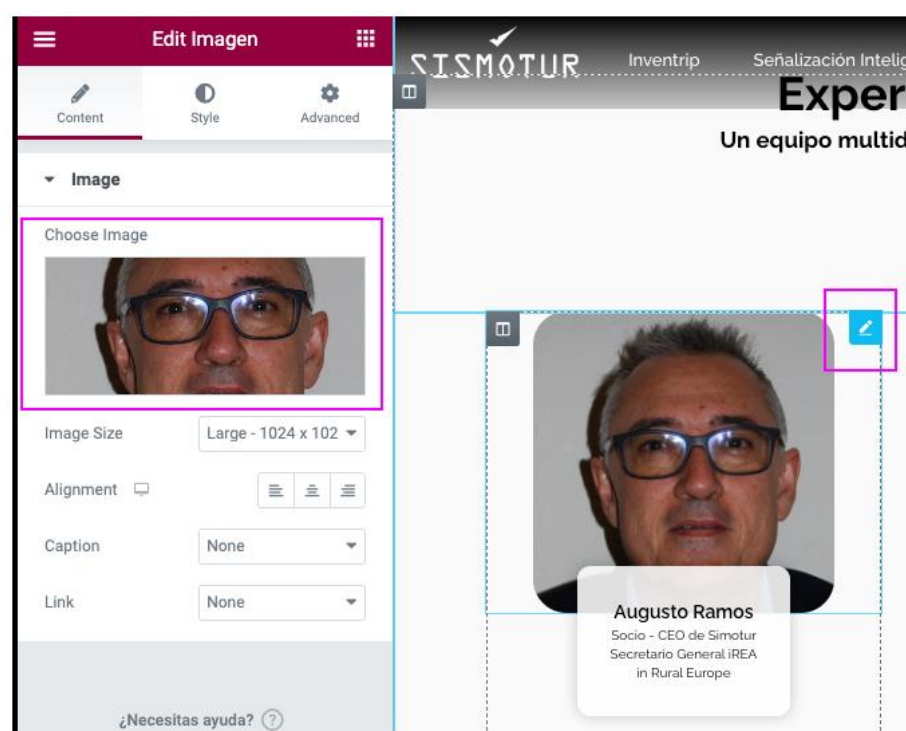 Edit Imagen
Content
Style
Advanced
Image
Choose Image
Image Size
Large - 1024 x 102
Alignment
Caption
None
Link
None
¿Necesitas ayuda?
SISMOTUR
Inventrip
Señalización Intelig
Exper
Un equipo multid
Augusto Ramos
Socio - CEO de Simotur
Secretario General iREA
in Rural Europe